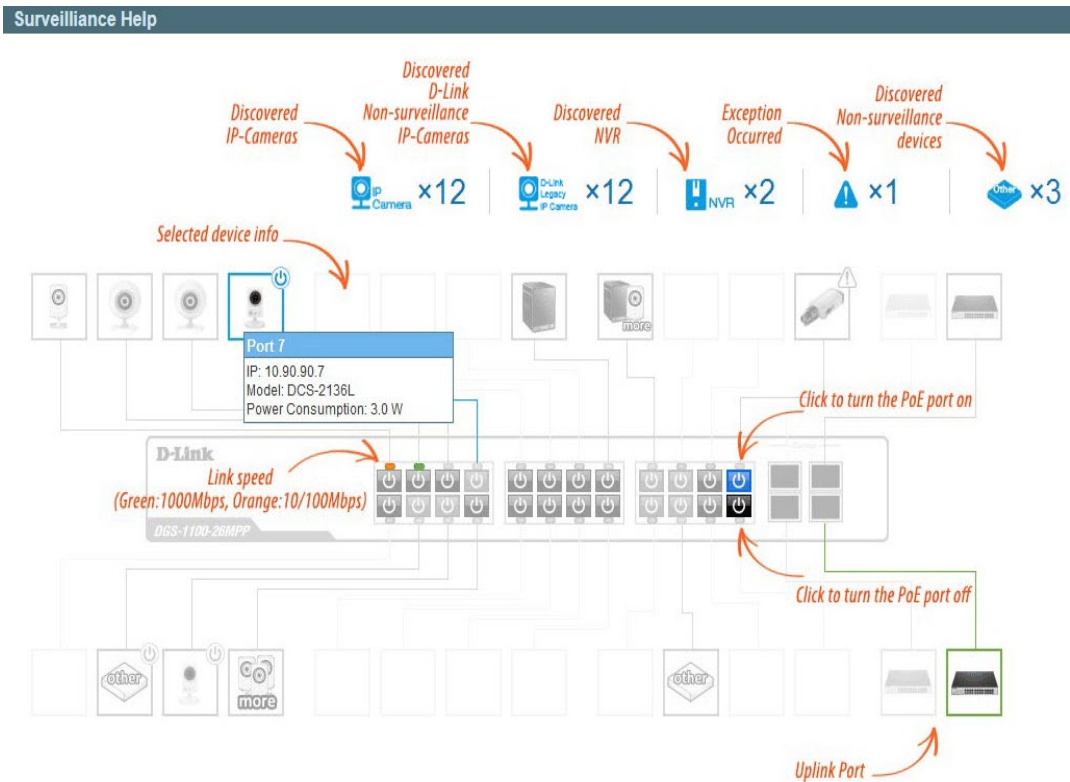 Surveilliance Help
Discovered
IP-Cameras
Discovered
D-Link
Non-surveillance
IP-Cameras
Discovered
NVR
Exception
Occurred
Discovered
Non-surveillance
devices
IP
Camera ×12
D-Link
Legacy
IP Camera ×12
NVR ×2
×1
Other ×3
Selected device info
more
Port 7
IP: 10.90.90.7
Model: DCS-2136L
Power Consumption: 3.0 W
Click to turn the PoE port on
D-Link
Link speed
(Green:1000Mbps, Orange:10/100Mbps)
Combo
DGS-1100-26MPP
Click to turn the PoE port off
other
more
other
Uplink Port